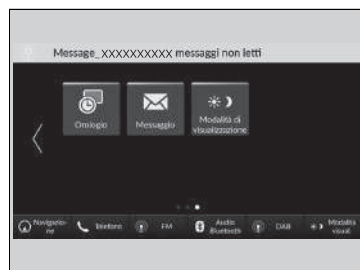 Message_XXXXXXXXXX messaggi non letti
Orologio
Messaggio
Modalità di
visualizzazione
Navigazio-
ne
Telefono
FM
Audio
Bluetooth
DAB
Modalità
visual.